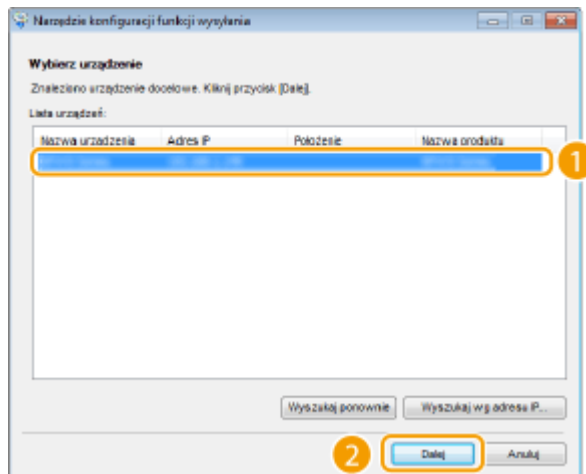 Narzędzie konfiguracji funkcji wysyłania
Wybierz urządzenie
Znaleziono urządzenie docelowe. Kliknij przycisk [Dalej].
Lista urządzeń:
Nazwa urządzenia Adres IP Położenie Nazwa produktu
1
Wyszukaj ponownie Wyszukaj wg adresu IP...
2 Dalej Anuluj